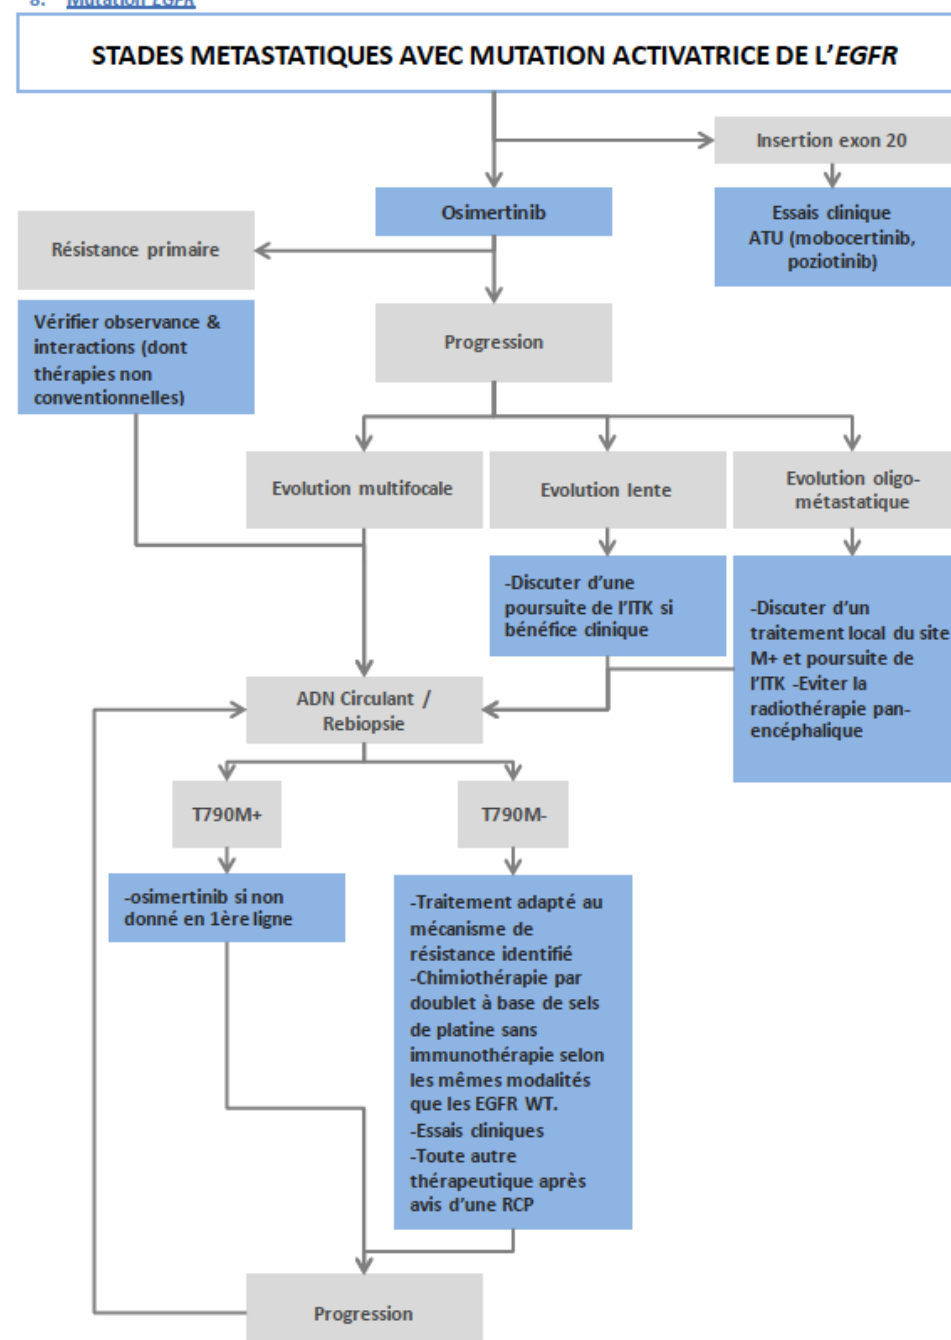 8. Mutation EGFR
STADES METASTATIQUES AVEC MUTATION ACTIVATRICE DE L'EGFR
Insertion exon 20
Osimertinib
Essais clinique
ATU (mobocertinib,
poziotinib)
Résistance primaire
Vérifier observance &
interactions (dont
thérapies non
conventionnelles)
Progression
Evolution multifocale
Evolution lente
Evolution oligo-
métastatique
-Discuter d'une
poursuite de l'ITK si
bénéfice clinique
-Discuter d'un
traitement local du site
M+ et poursuite de
l'ITK -Eviter la
radiothérapie pan-
encéphalique
ADN Circulant /
Rebiopsie
T790M+
T790M-
-osimertinib si non
donné en 1ère ligne
-Traitement adapté au
mécanisme de
résistance identifié
-Chimiothérapie par
doublet à base de sels
de platine sans
immunothérapie selon
les mêmes modalités
que les EGFR WT.
-Essais cliniques
-Toute autre
thérapeutique après
avis d'une RCP
Progression